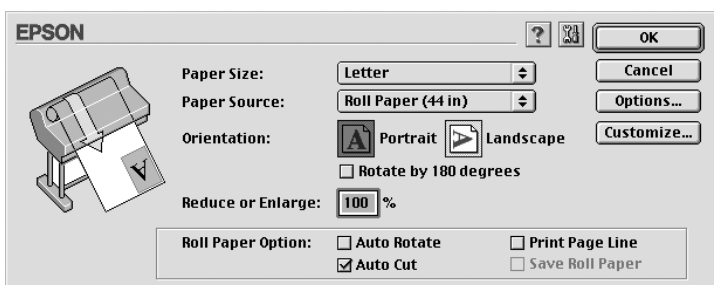 EPSON
?
OK
Paper Size: Letter
Cancel
Paper Source: Roll Paper (44 in)
Options...
Orientation: A Portrait A Landscape
Customize...
Rotate by 180 degrees
A
Reduce or Enlarge: 100 %
Roll Paper Option: Auto Rotate Print Page Line
Auto Cut Save Roll Paper